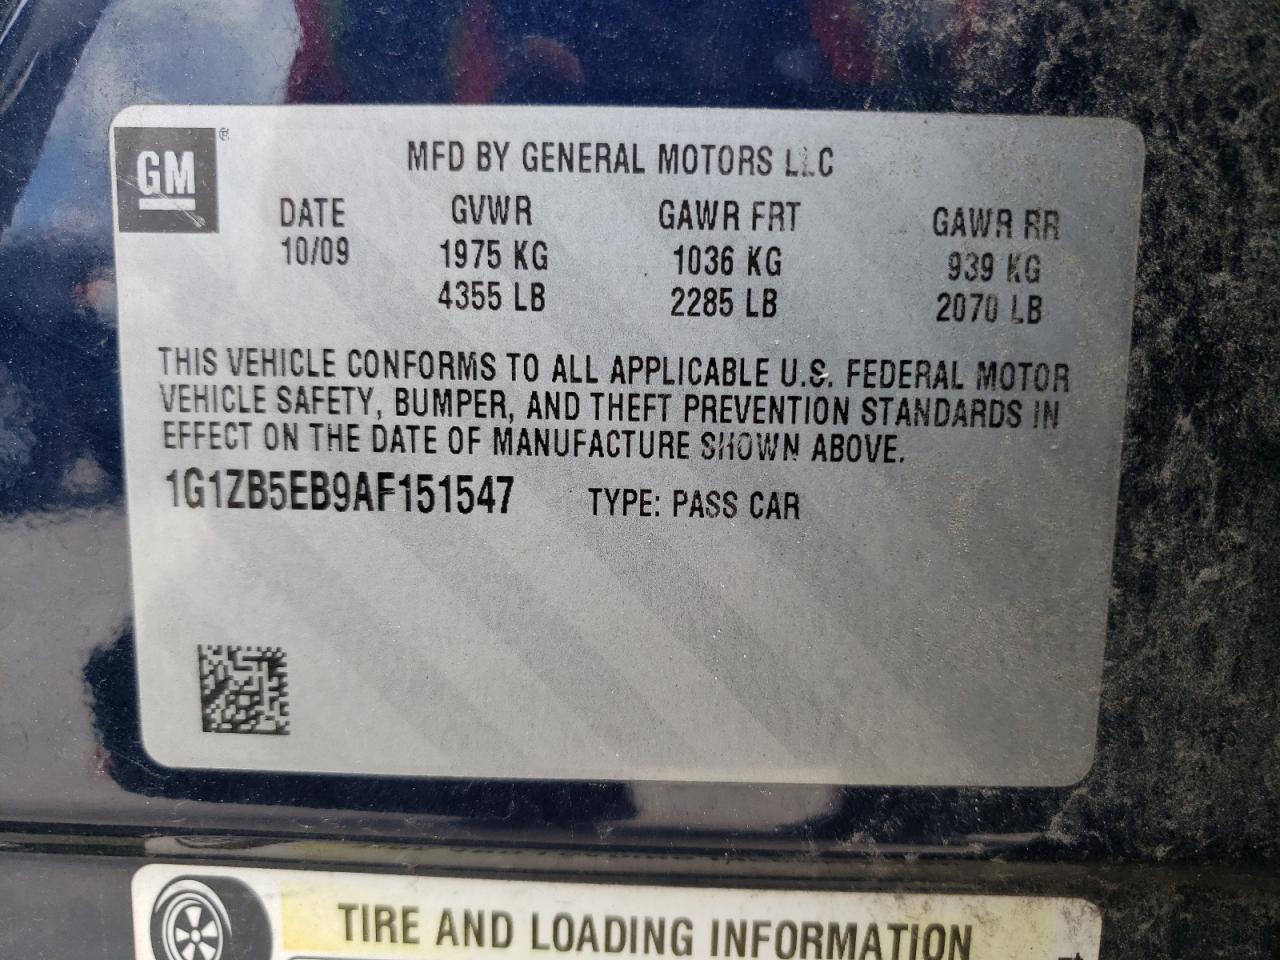 GM ®
MFD BY GENERAL MOTORS LLC
DATE GVWR GAWR FRT GAWR RR
10/09 1975 KG 1036 KG 939 KG
4355 LB 2285 LB 2070 LB
THIS VEHICLE CONFORMS TO ALL APPLICABLE U.S. FEDERAL MOTOR
VEHICLE SAFETY, BUMPER, AND THEFT PREVENTION STANDARDS IN
EFFECT ON THE DATE OF MANUFACTURE SHOWN ABOVE.
1G1ZB5EB9AF151547 TYPE: PASS CAR
TIRE AND LOADING INFORMATION